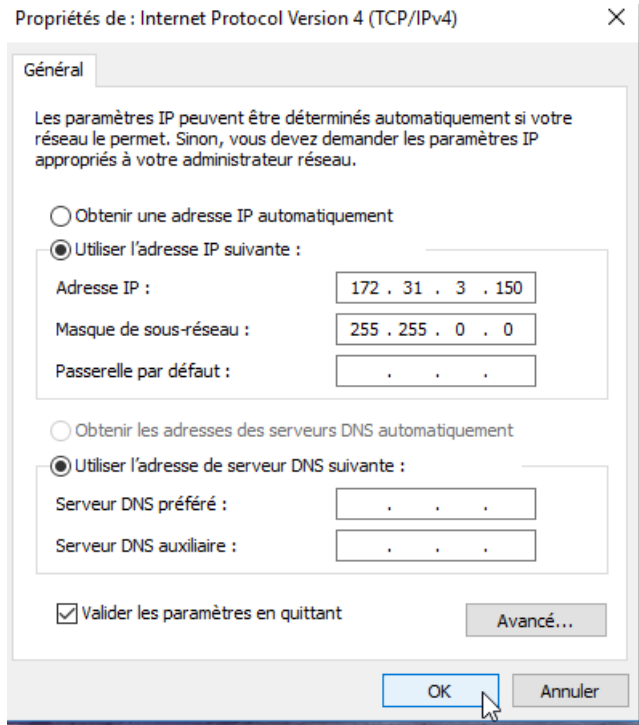 Propriétés de : Internet Protocol Version 4 (TCP/IPv4)
Général
Les paramètres IP peuvent être déterminés automatiquement si votre
réseau le permet. Sinon, vous devez demander les paramètres IP
appropriés à votre administrateur réseau.
Obtenir une adresse IP automatiquement
Utiliser l'adresse IP suivante :
Adresse IP : 172 . 31 . 3 . 150
Masque de sous-réseau : 255 . 255 . 0 . 0
Passerelle par défaut : . . .
Obtenir les adresses des serveurs DNS automatiquement
Utiliser l'adresse de serveur DNS suivante :
Serveur DNS préféré : . . .
Serveur DNS auxiliaire : . . .
Valider les paramètres en quittant
Avancé...
OK Annuler